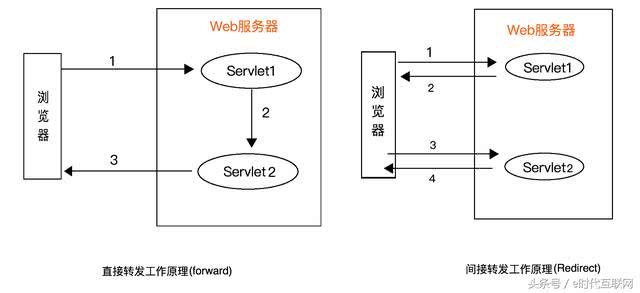 Web服务器
浏览器
1
Servlet1
2
3
Servlet2
直接转发工作原理(forward)
Web服务器
浏览器
1
2
Servlet1
3
4
Servlet2
间接转发工作原理(Redirect)
头条号 / e时代互联网